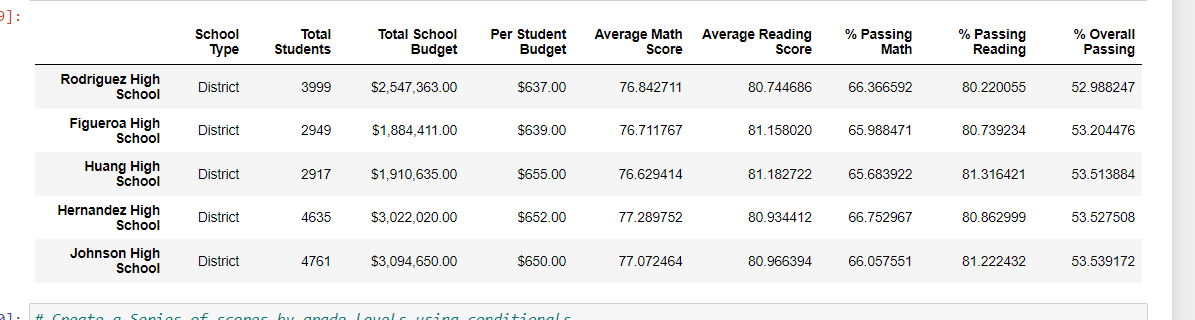 9]:
School Type Total Students Total School Budget Per Student Budget Average Math Score Average Reading Score % Passing Math % Passing Reading % Overall Passing
Rodriguez High School District 3999 $2,547,363.00 $637.00 76.842711 80.744686 66.366592 80.220055 52.988247
Figueroa High School District 2949 $1,884,411.00 $639.00 76.711767 81.158020 65.988471 80.739234 53.204476
Huang High School District 2917 $1,910,635.00 $655.00 76.629414 81.182722 65.683922 81.316421 53.513884
Hernandez High School District 4635 $3,022,020.00 $652.00 77.289752 80.934412 66.752967 80.862999 53.527508
Johnson High School District 4761 $3,094,650.00 $650.00 77.072464 80.966394 66.057551 81.222432 53.539172
0]: # Create a Series of scores by grade levels using conditionals